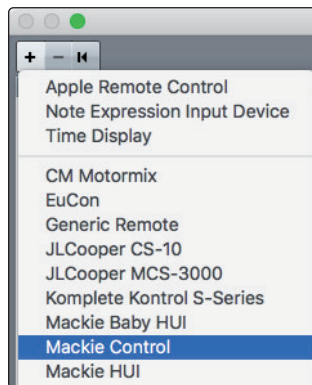 Apple Remote Control
Note Expression Input Device
Time Display
CM Motormix
EuCon
Generic Remote
JLCooper CS-10
JLCooper MCS-3000
Komplete Kontrol S-Series
Mackie Baby HUI
Mackie Control
Mackie HUI